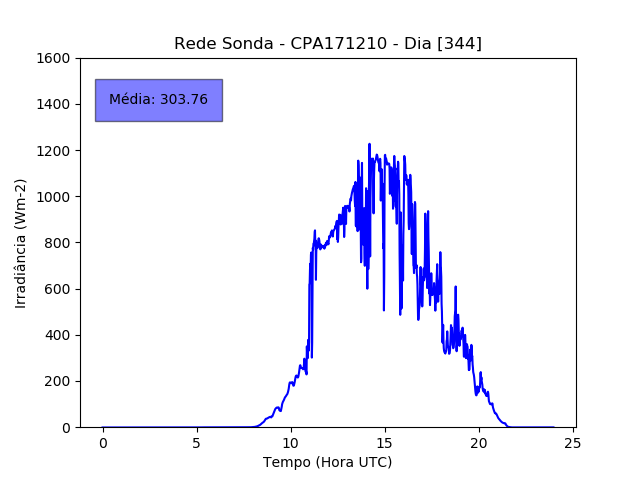 Rede Sonda - CPA171210 - Dia [344]
1600
1400
1200
1000
800
600
400
200
0
Média: 303.76
Irradiância (Wm-2)
0 5 10 15 20 25
Tempo (Hora UTC)